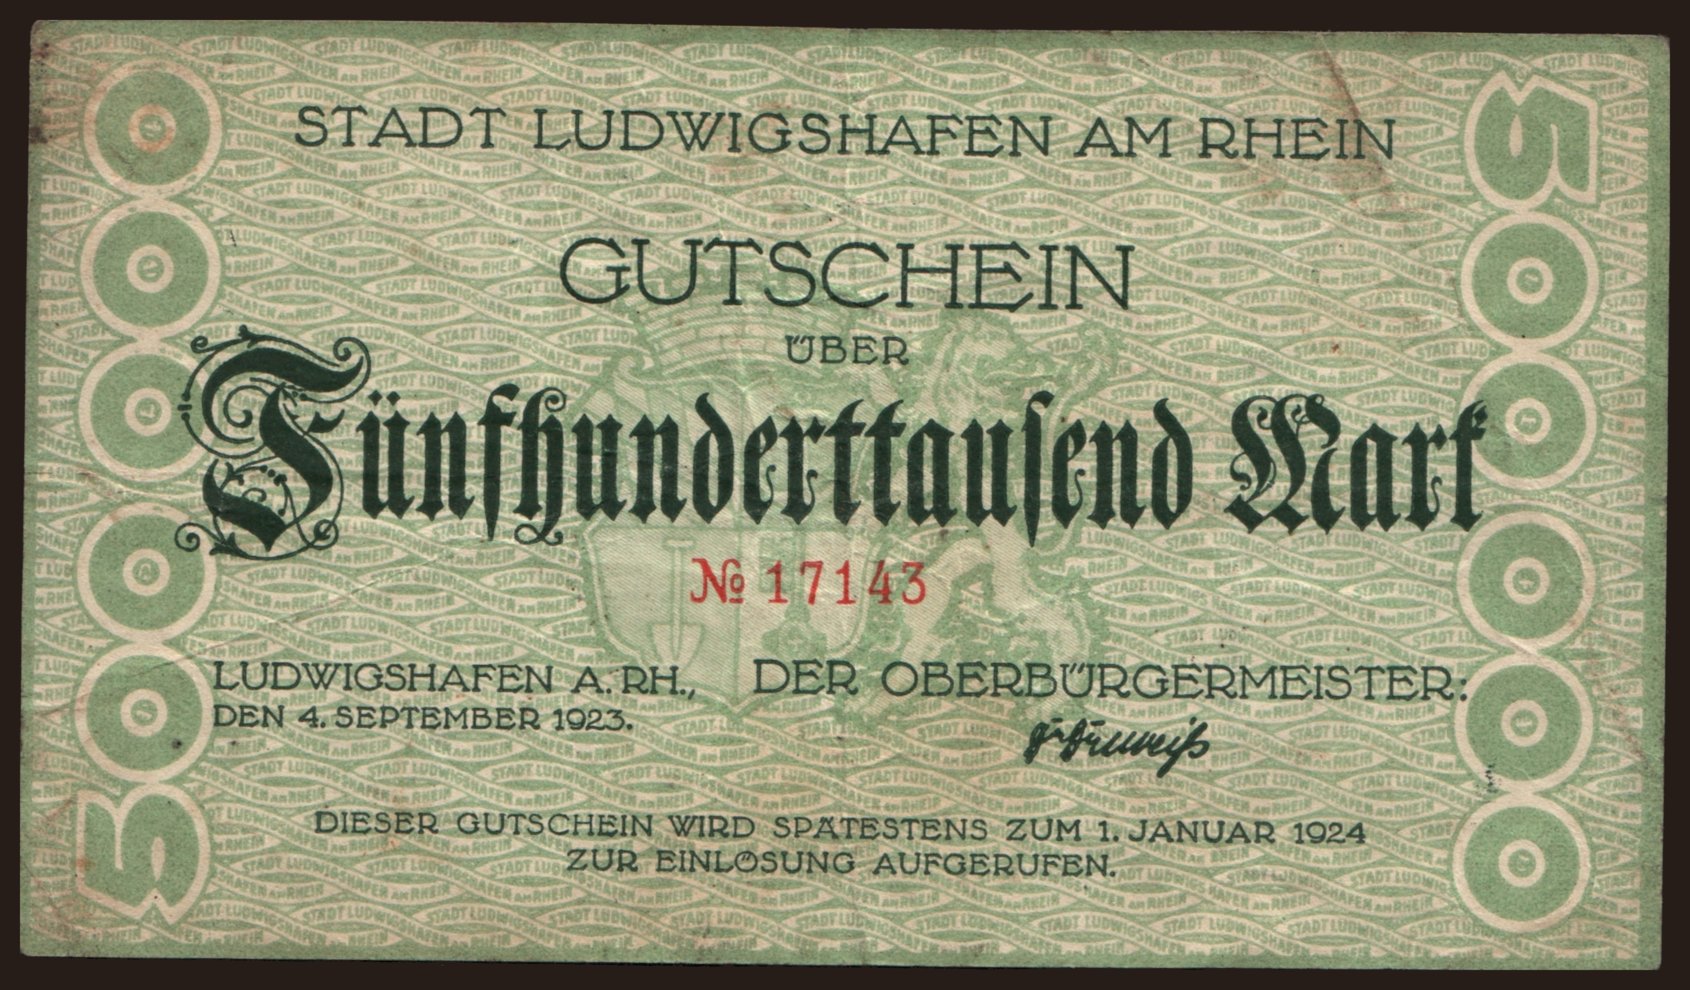 STADT LUDWIGSHAFEN AM RHEIN
GUTSCHEIN
ÜBER
Fünfhunderttausend Mark
№ 17143
LUDWIGSHAFEN A. RH.,
DEN 4. SEPTEMBER 1923.
DER OBERBÜRGERMEISTER:
DIESER GUTSCHEIN WIRD SPÄTESTENS ZUM 1. JANUAR 1924
ZUR EINLÖSUNG AUFGERUFEN.
500000
500000